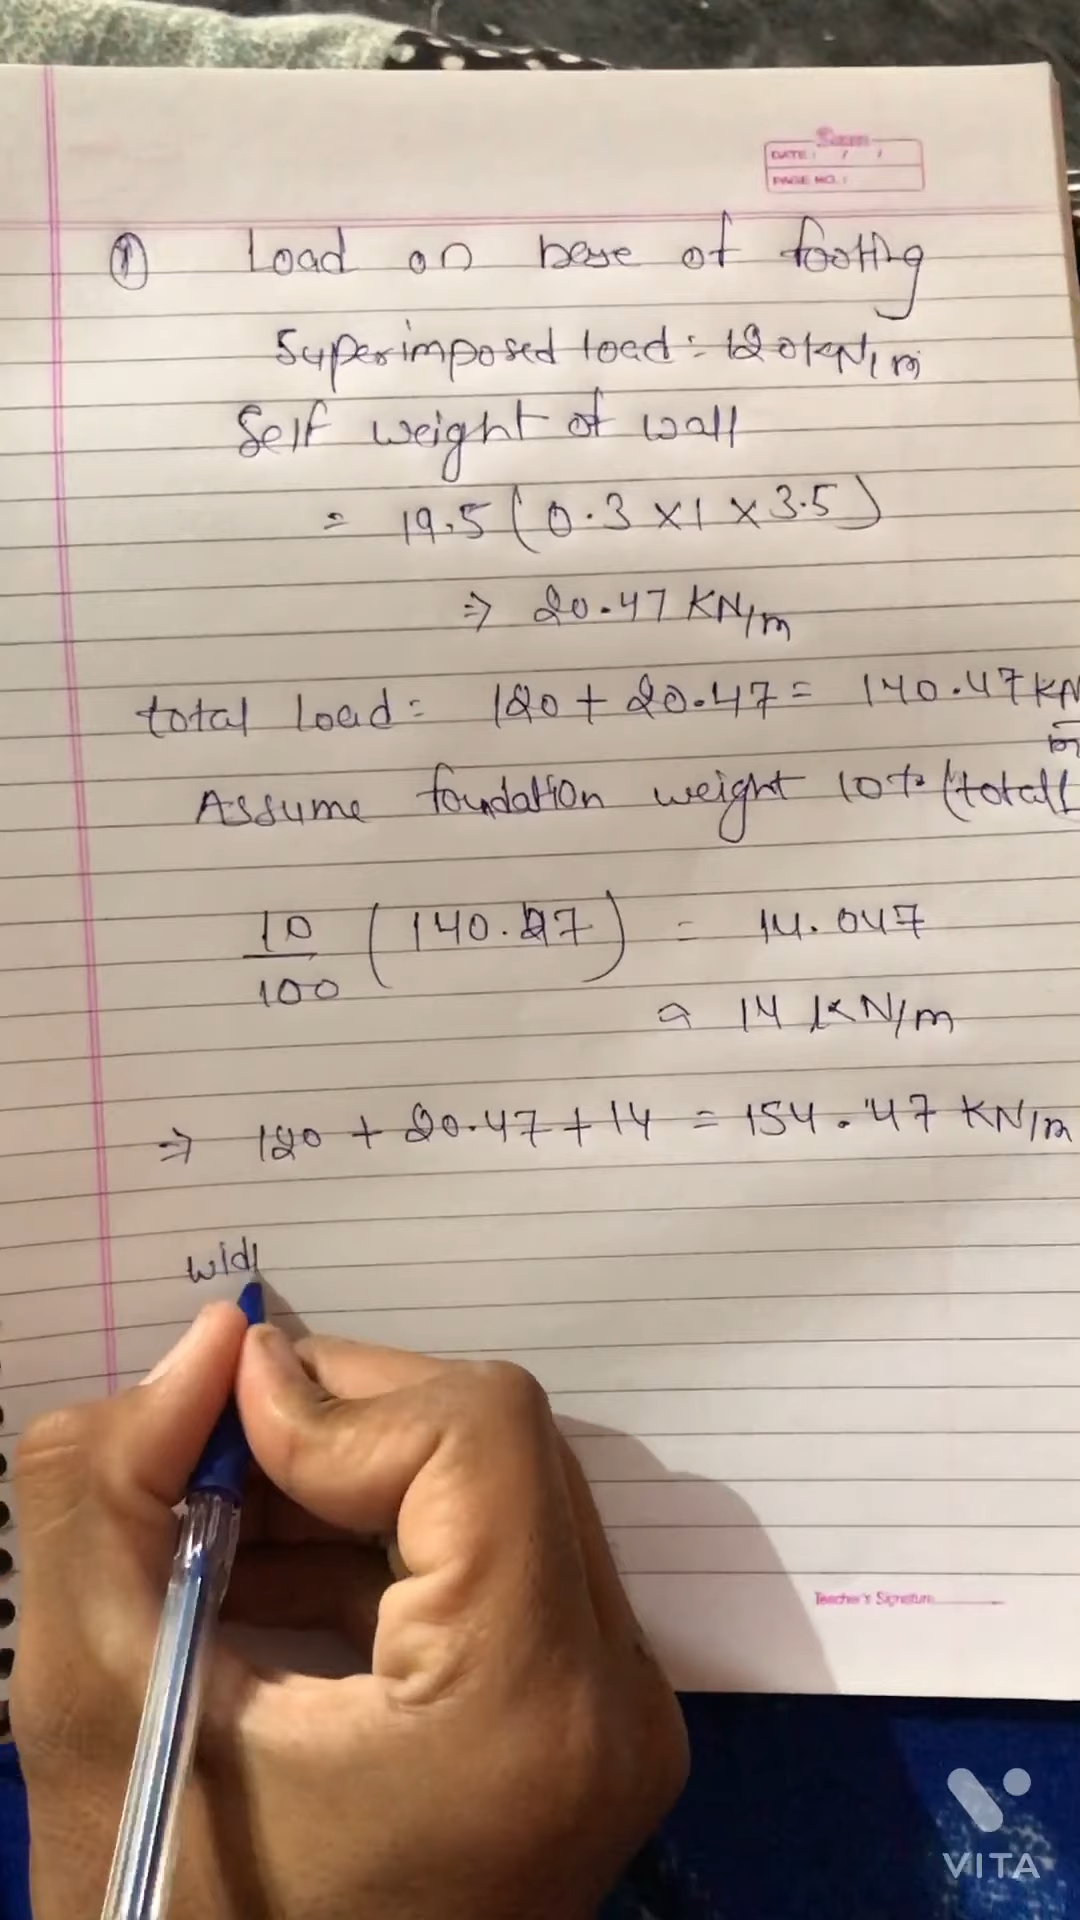 DATE: / /
PAGE NO.:
① Load on base of footing
Superimposed load = 120 KN/m
Self weight of wall
= 19.5 (0.3 x 1 x 3.5)
⇒ 20.47 KN/m
total load = 120 + 20.47 = 140.47 KN/m
Assume foundation weight 10% (total
10/100 (140.47) = 14.047
= 14 KN/m
⇒ 120 + 20.47 + 14 = 154.47 KN/m
wid
Teacher's Signature
VITA